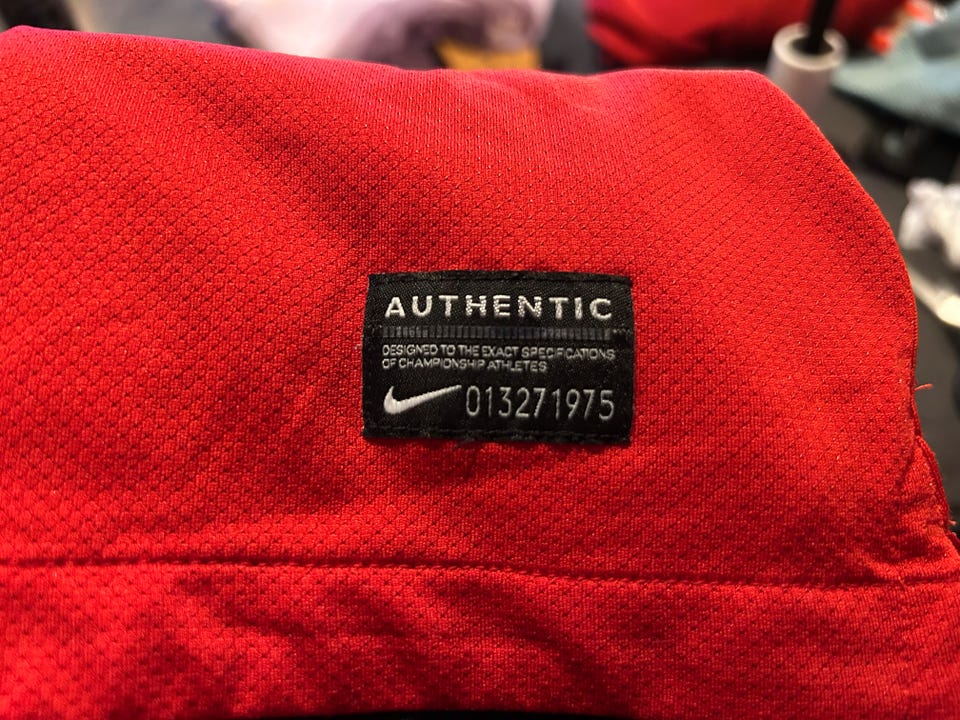 AUTHENTIC
DESIGNED TO THE EXACT SPECIFICATIONS
OF CHAMPIONSHIP ATHLETES
013271975